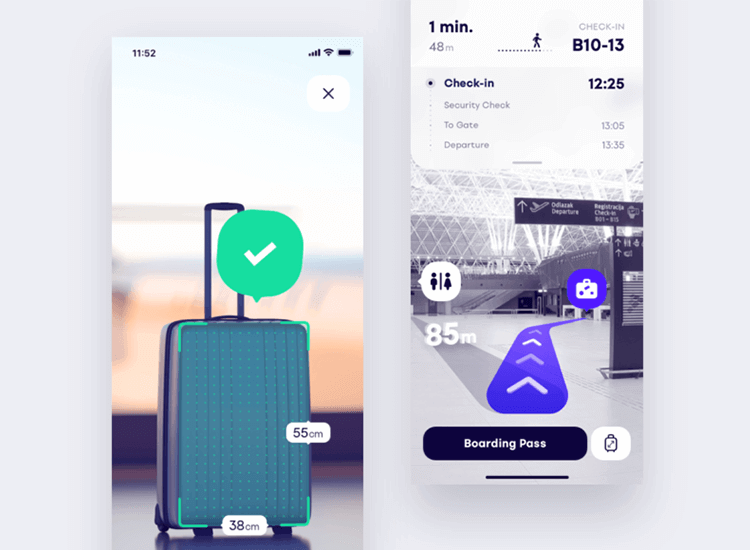 11:52
55cm
38cm
1 min.
48m
CHECK-IN
B10-13
Check-in 12:25
Security Check
To Gate 13:05
Departure 13:35
Odlazak
Departure
Registracija
Check-in
B01 - B15
85m
Boarding Pass